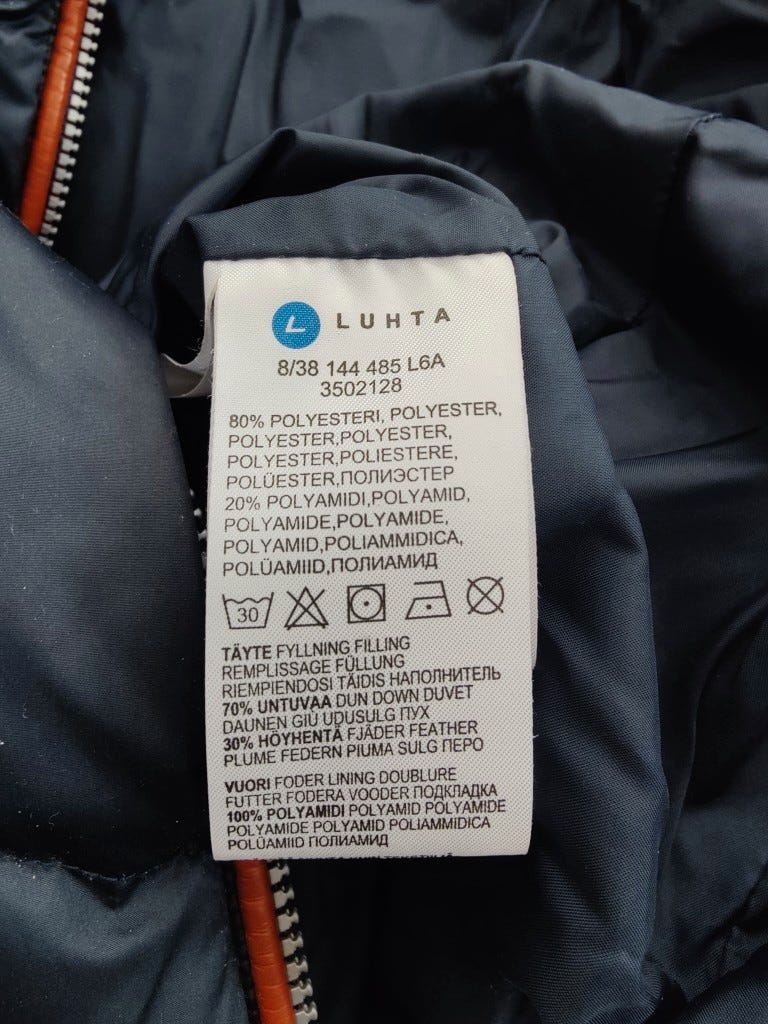 LUHTA
8/38 144 485 L6A
3502128
80% POLYESTERI, POLYESTER,
POLYESTER,POLYESTER,
POLYESTER,POLIESTERE,
POLÜESTER,ПОЛИЭСТЕР
20% POLYAMIDI,POLYAMID,
POLYAMIDE,POLYAMIDE,
POLYAMID,POLIAMMIDICA,
POLÜAMIID,ПОЛИАМИД
30
TÄYTE FYLLNING FILLING
REMPLISSAGE FÜLLUNG
RIEMPIENDOSI TÄIDIS НАПОЛНИТЕЛЬ
70% UNTUVAA DUN DOWN DUVET
DAUNEN GIÙ UDUSULG ПУХ
30% HÖYHENTÄ FJÄDER FEATHER
PLUME FEDERN PIUMA SULG ПЕРО
VUORI FODER LINING DOUBLURE
FUTTER FODERA VOODER ПОДКЛАДКА
100% POLYAMIDI POLYAMID POLYAMIDE
POLYAMIDE POLYAMID POLIAMMIDICA
POLÜAMIID ПОЛИАМИД